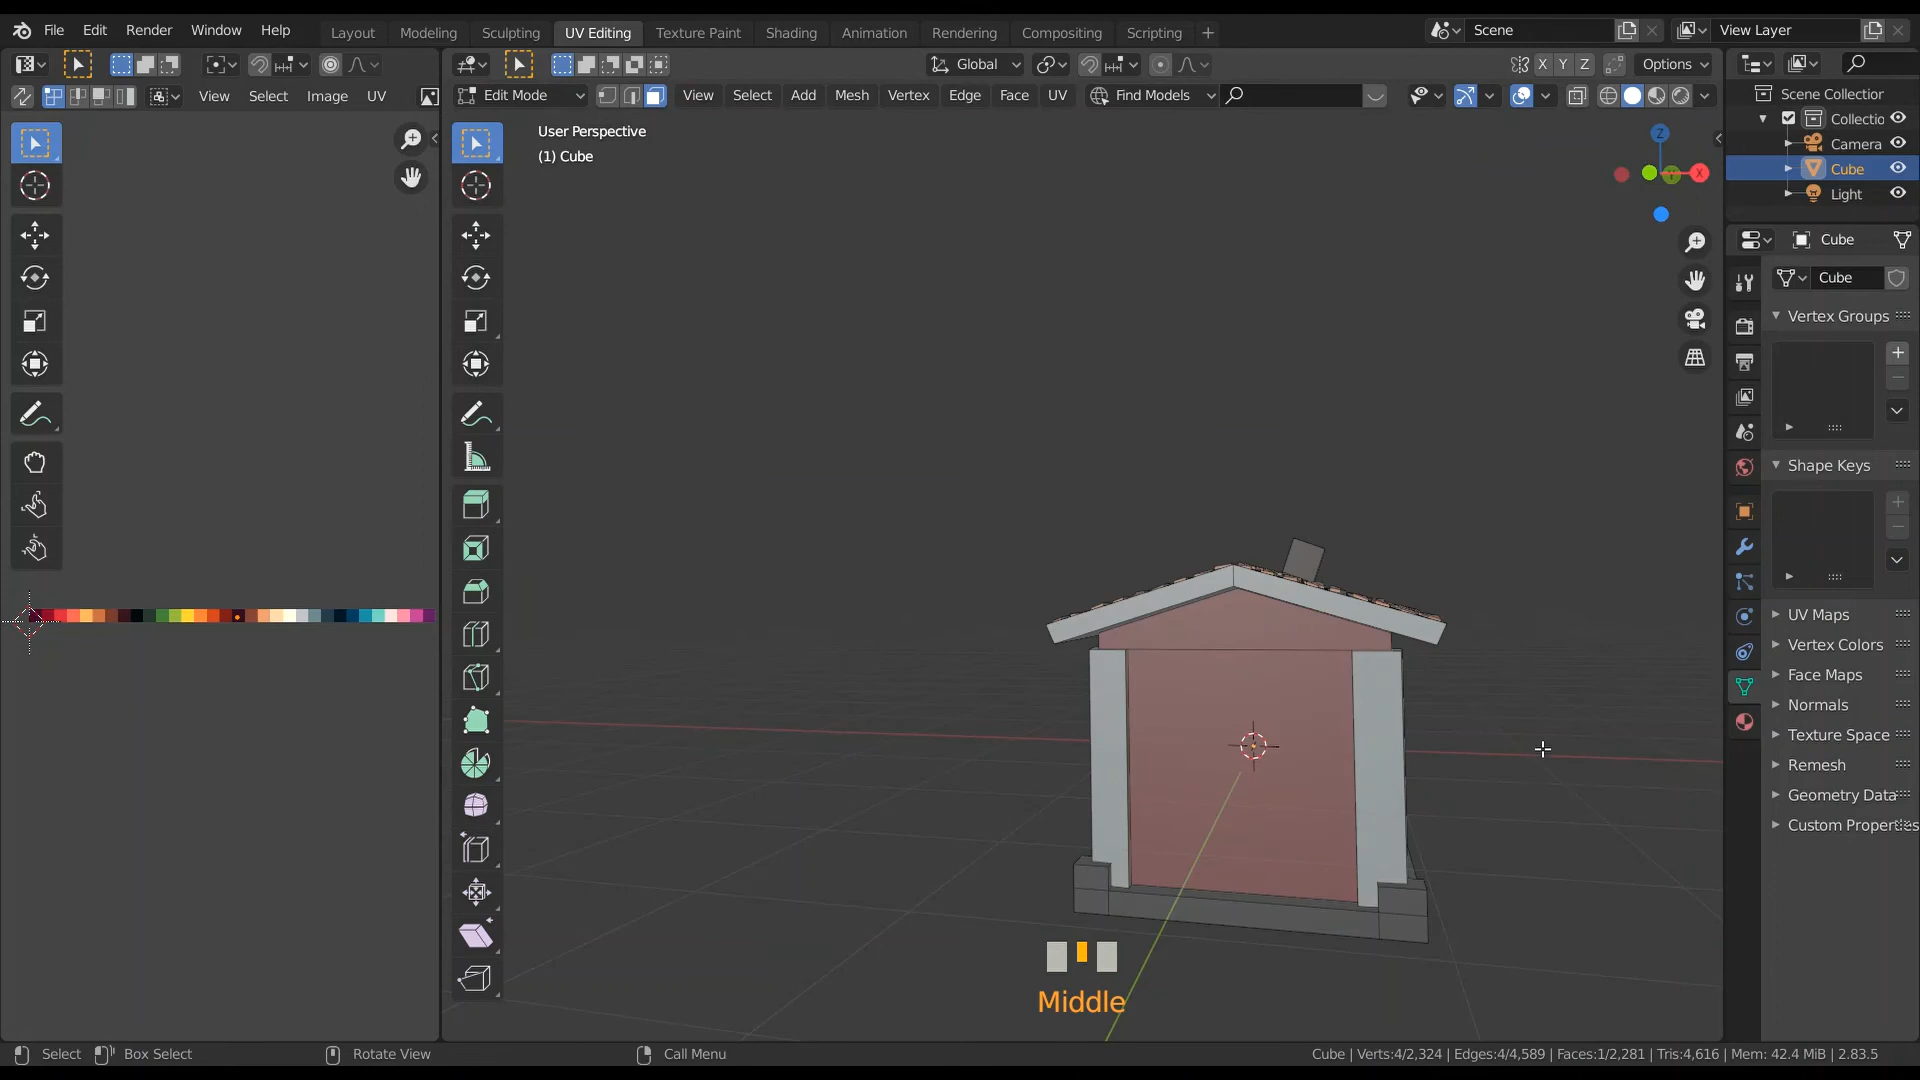 File Edit Render Window Help Layout Modeling Sculpting UV Editing Texture Paint Shading Animation Rendering Compositing Scripting + Scene View Layer
Global X Y Z Options
View Select Image UV Edit Mode View Select Add Mesh Vertex Edge Face UV Find Models
User Perspective
(1) Cube
Z
X
Scene Collection
Collectio
Camera
Cube
Light
Cube
Cube
Vertex Groups
Shape Keys
UV Maps
Vertex Colors
Face Maps
Normals
Texture Space
Remesh
Geometry Data
Custom Properties
Middle
Select Box Select Rotate View Call Menu Cube | Verts:4/2,324 | Edges:4/4,589 | Faces:1/2,281 | Tris:4,616 | Mem: 42.4 MiB | 2.83.5